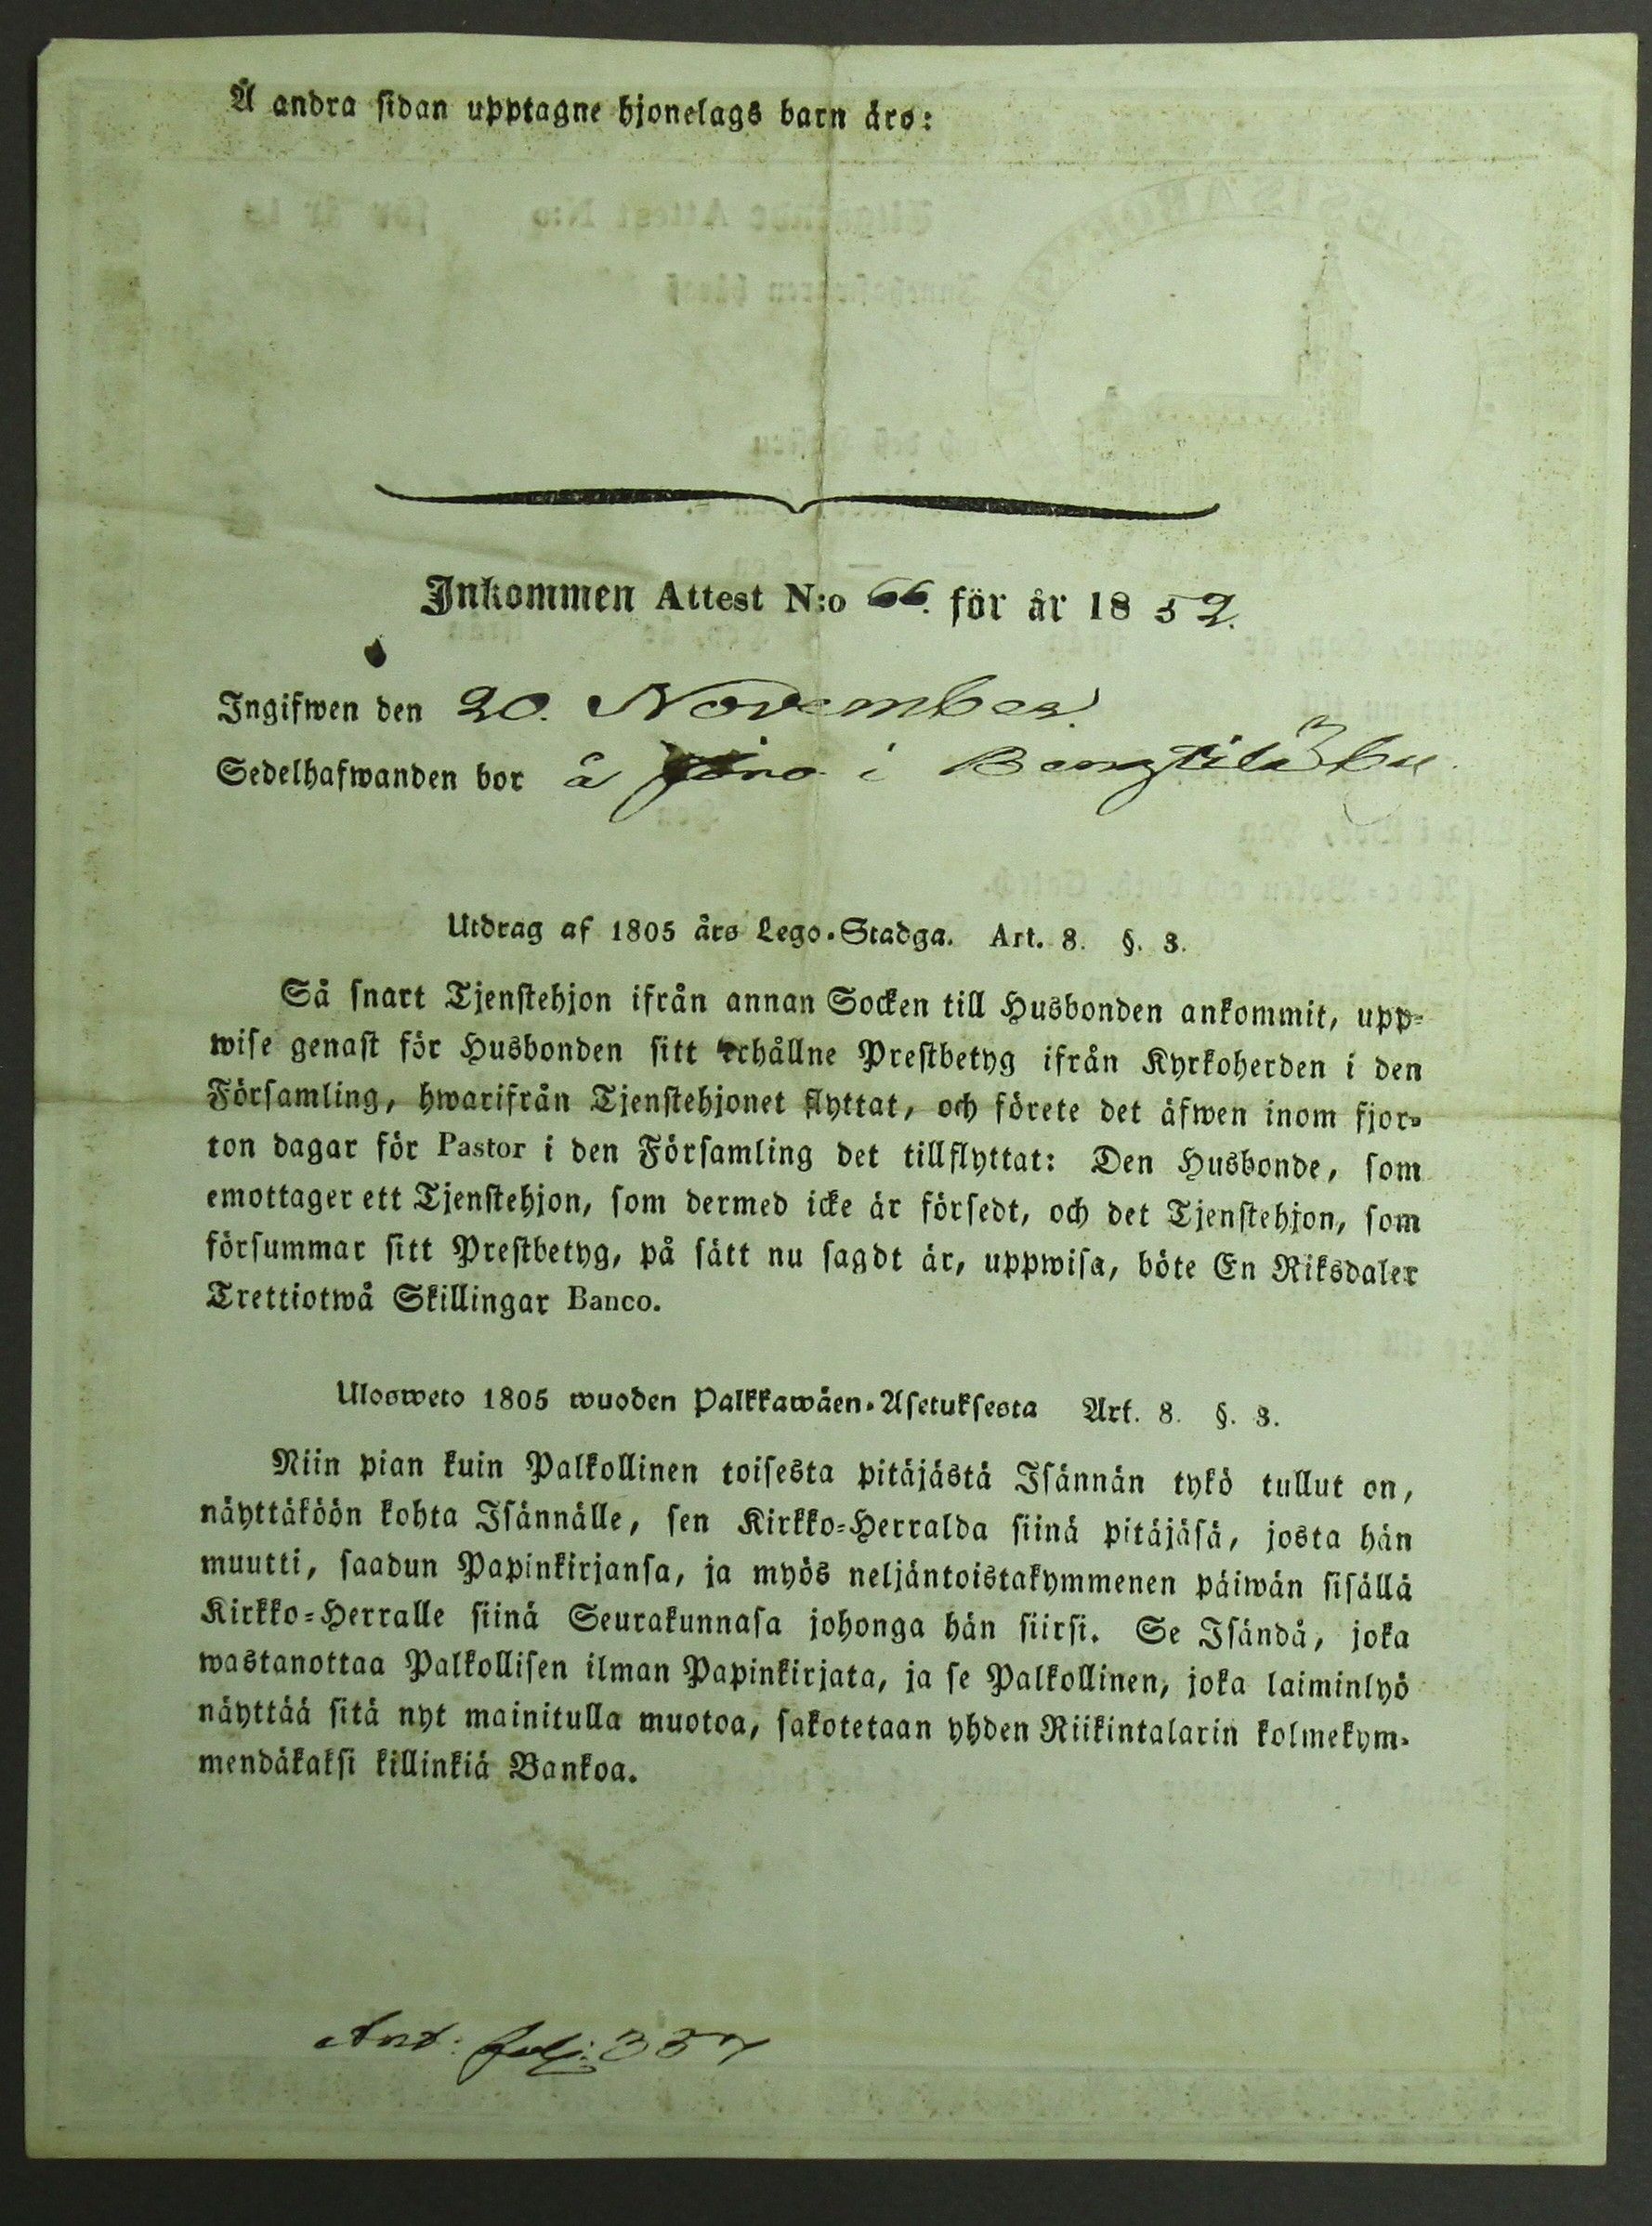 Å andra sidan upptagne hjonelags barn äro:
Inkommen Attest N:o 66. för år 1852.
Ingifwen den 20. November.
Sedelhafwanden bor å i Bengtilåby
Utdrag af 1805 års Lego-Stadga. Art. 8. §. 3.
Så snart Tjenstehjon ifrån annan Socken till Husbonden ankommit, upp=
wise genast för Husbonden sitt erhållne Prestbetyg ifrån Kyrkoherden i den
Församling, hwarifrån Tjenstehjonet flyttat, och förete det äfwen inom fjor=
ton dagar för Pastor i den Församling det tillflyttat: Den Husbonde, som
emottager ett Tjenstehjon, som dermed icke är försedt, och det Tjenstehjon, som
försummar sitt Prestbetyg, på sätt nu sagdt är, uppwisa, böte En Riksdaler
Trettiotwå Skillingar Banco.
Ulosweto 1805 wuoden Palkkawäen-Asetuksesta Art. 8. §. 3.
Niin pian kuin Palkollinen toisesta pitäjästä Isännän tykö tullut on,
näyttäköön kohta Isännälle, sen Kirkko=Herralda siinä pitäjäsä, josta hän
muutti, saadun Papinkirjansa, ja myös neljäntoistakymmenen päiwän sisällä
Kirkko=Herralle siinä Seurakunnasa johonga hän siirsi. Se Isändä, joka
wastanottaa Palkollisen ilman Papinkirjata, ja se Palkollinen, joka laiminlyö
näyttää sitä nyt mainitulla muotoa, sakotetaan yhden Riikintalarin kolmekym=
mendäkaksi killinkiä Bankoa.
Ant: folj: 337